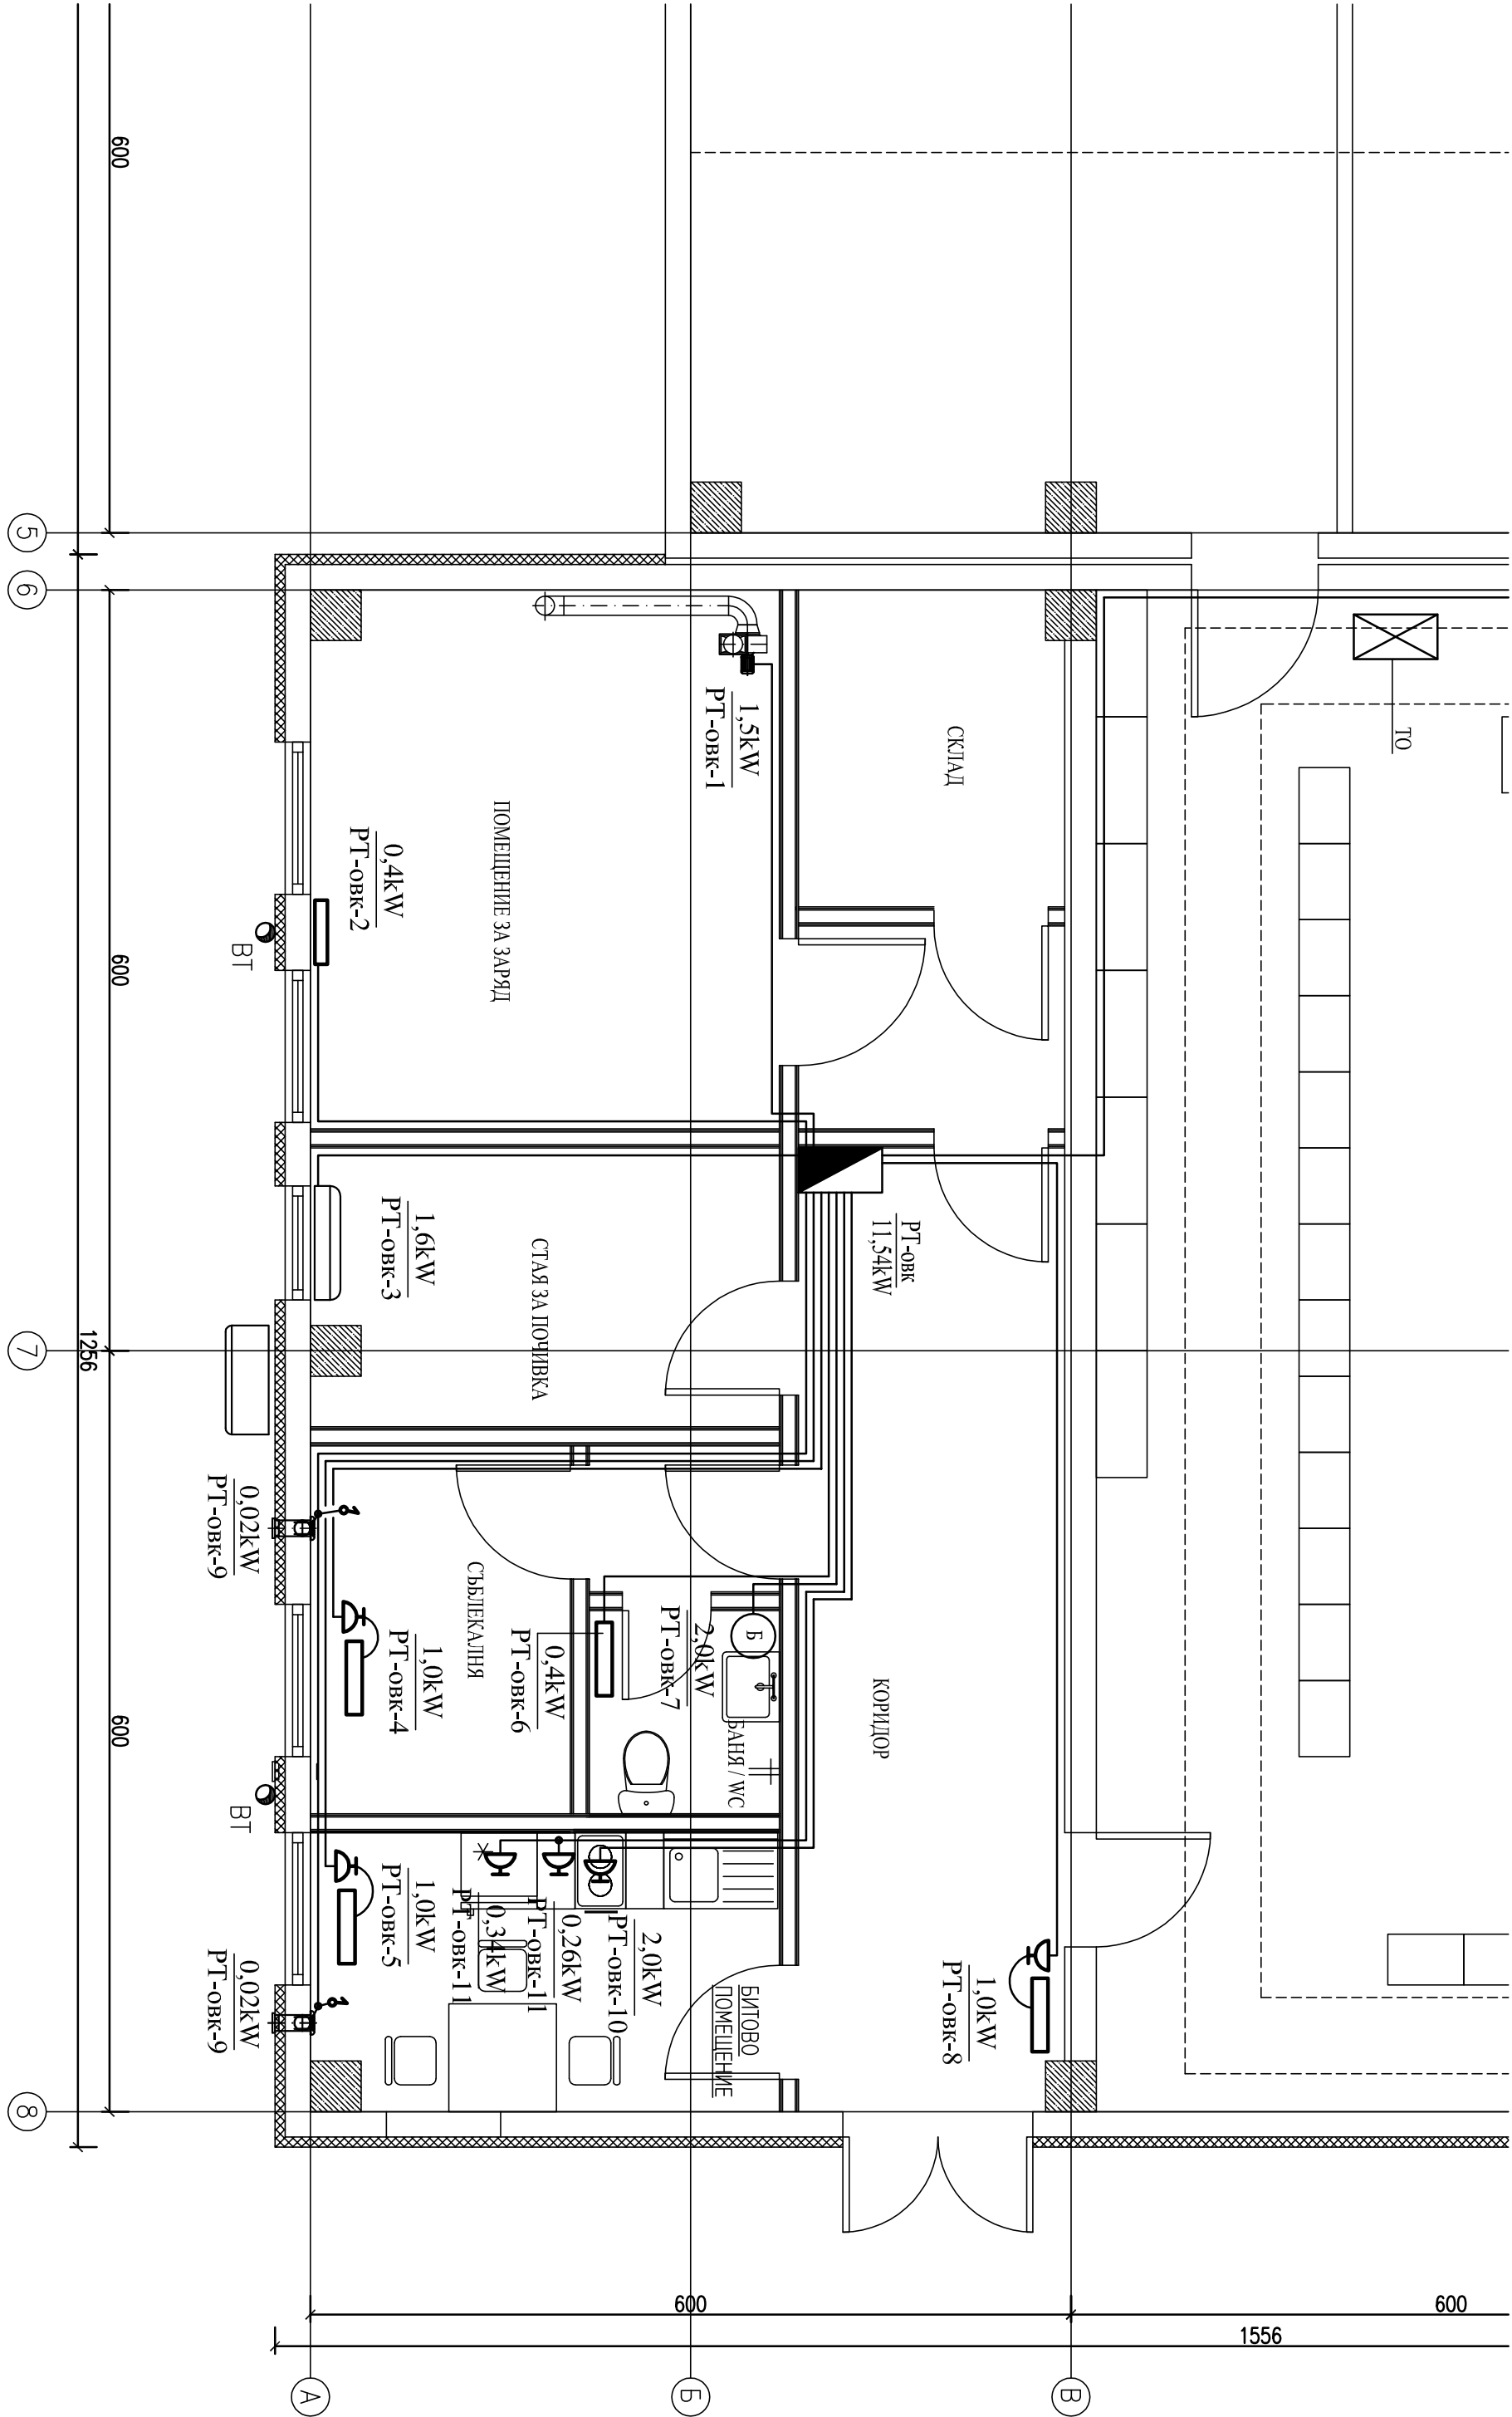 600
5
6
ТО
СКЛАД
1,5kW
РТ-овк-1
ПОМЕЩЕНИЕ ЗА ЗАРЯД
0,4kW
РТ-овк-2
ВТ
600
РТ-овк
11,54kW
СТАЯ ЗА ПОЧИВКА
1,6kW
РТ-овк-3
7
1256
0,02kW
РТ-овк-9
СЪБЛЕКАЛНЯ
1,0kW
РТ-овк-4
0,4kW
РТ-овк-6
2,0kW
РТ-овк-7
Б
БАНЯ / WC
КОРИДОР
600
ВТ
1,0kW
РТ-овк-5
0,34kW
РТ-овк-11
0,26kW
РТ-овк-11
2,0kW
РТ-овк-10
БИТОВО
ПОМЕЩЕНИЕ
1,0kW
РТ-овк-8
0,02kW
РТ-овк-9
8
600
600
1556
А
Б
В